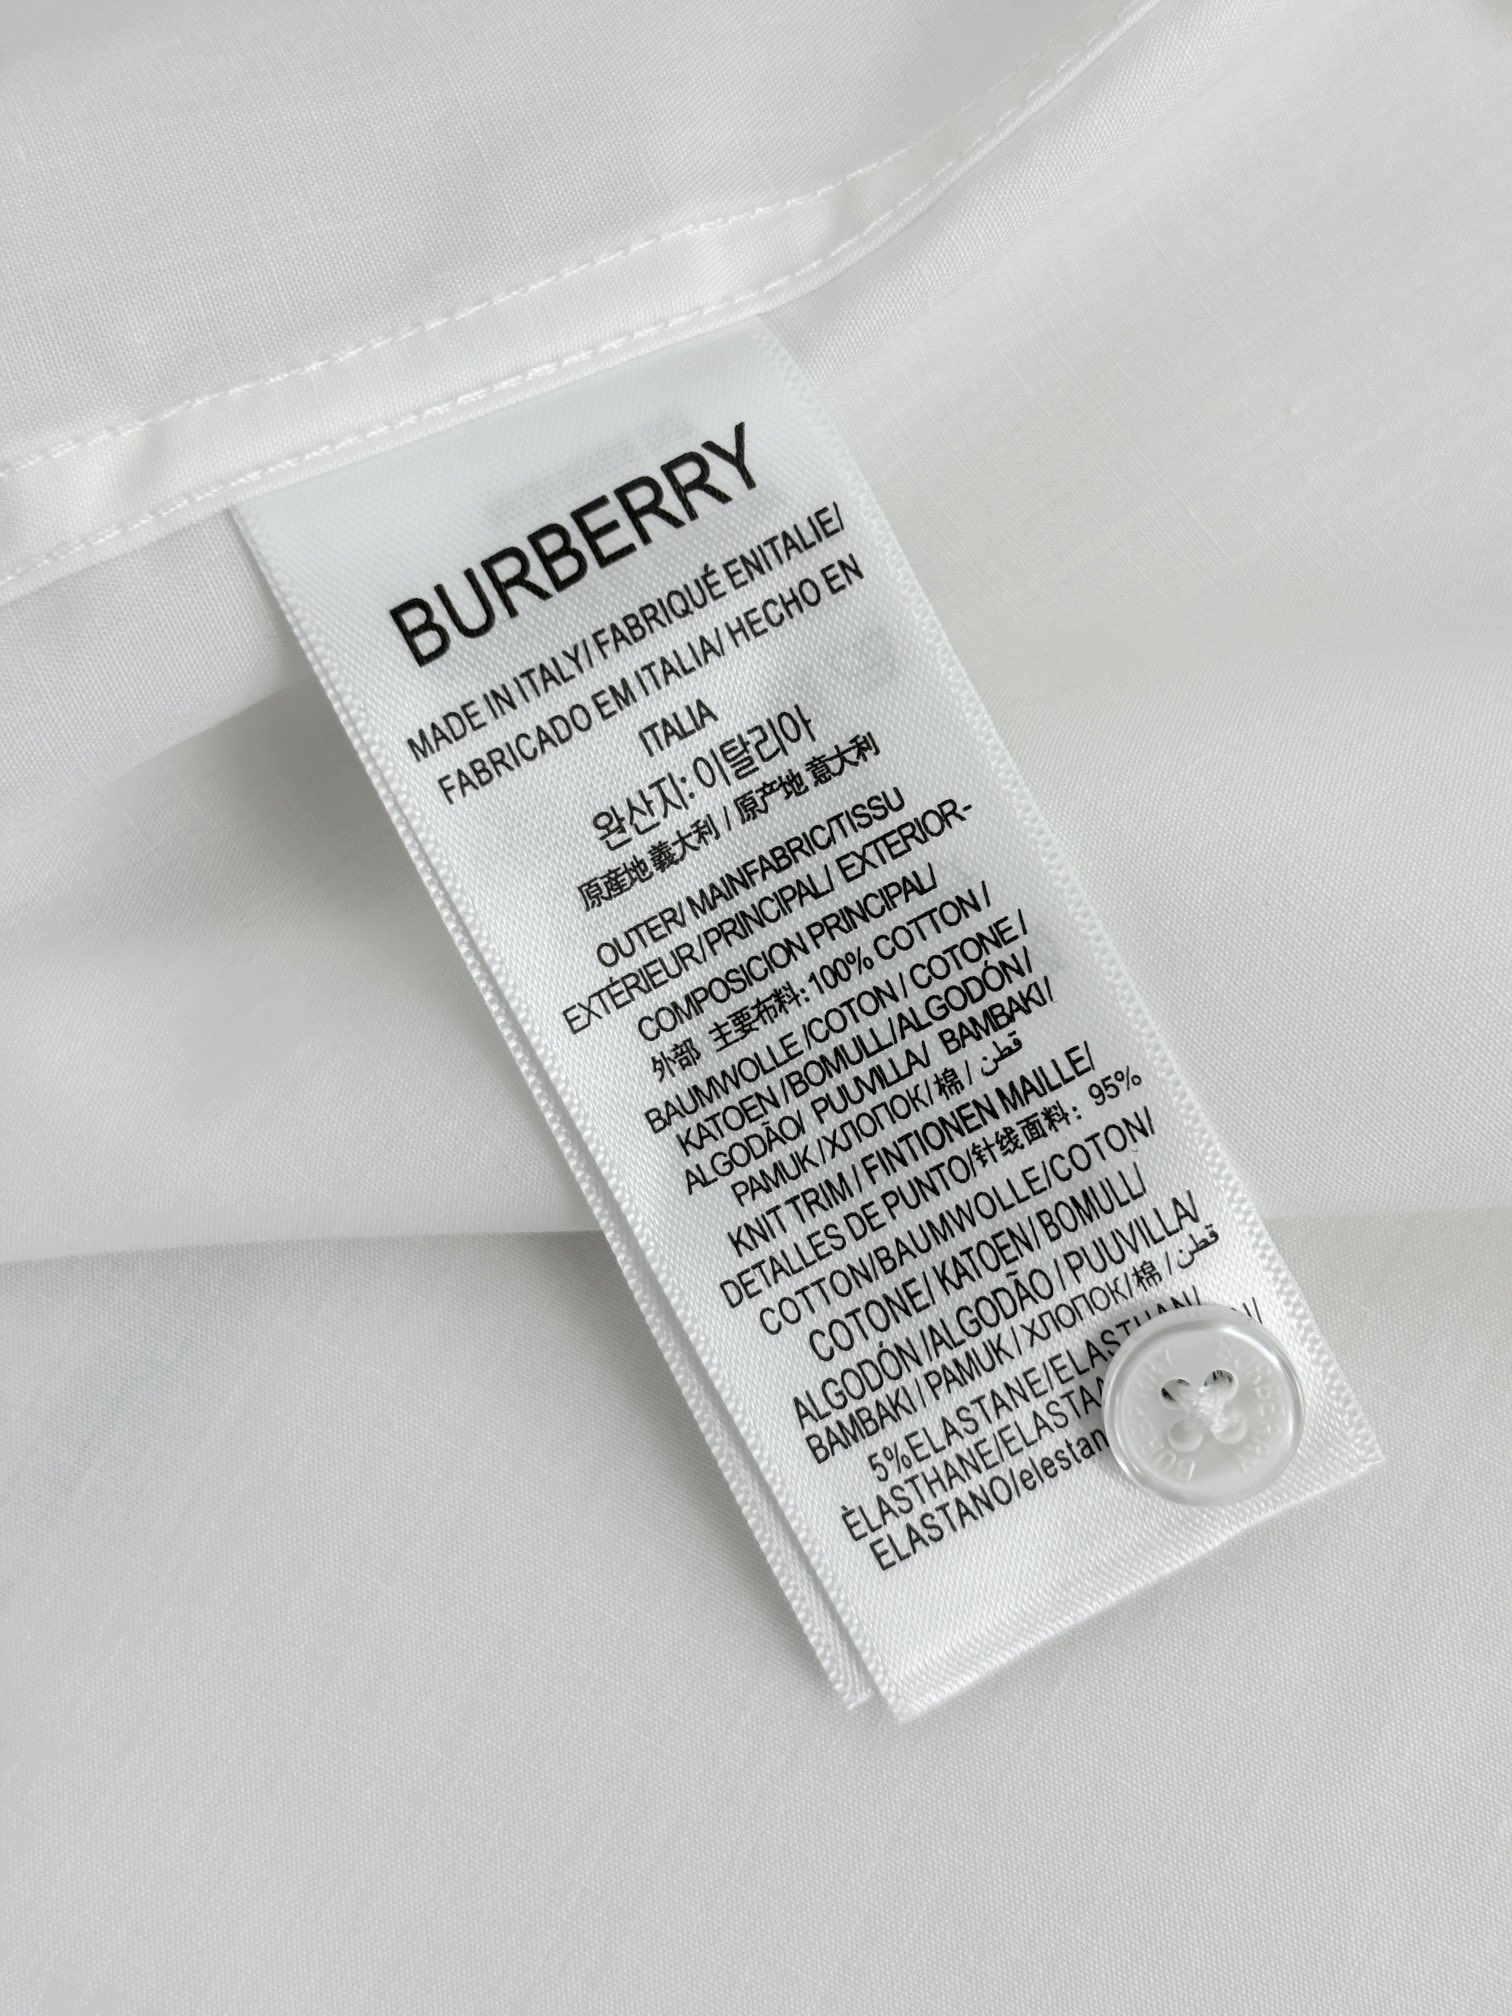 BURBERRY
MADE IN ITALY/ FABRIQUÉ ENITALIE/
FABRICADO EM ITALIA/ HECHO EN
ITALIA
완산지: 이탈리아
原産地 義大利 / 原产地 意大利
OUTER/ MAINFABRIC/TISSU
EXTÉRIEUR/PRINCIPAL/ EXTERIOR-
COMPOSICION PRINCIPAL/
外部 主要布料:100% COTTON /
BAUMWOLLE /COTON / COTONE /
KATOEN /BOMULL/ALGODÓN/
ALGODÃO/ PUUVILLA/ BAMBAKI/
PAMUK /ХЛОПОК/ 棉 / قطن
KNIT TRIM / FINTIONEN MAILLE/
DETALLES DE PUNTO/针线面料: 95%
COTTON/BAUMWOLLE/COTON/
COTONE/ KATOEN/ BOMULL/
ALGODÓN /ALGODÃO / PUUVILLA/
BAMBAKI / PAMUK / ХЛОПОК/ 棉 / قطن
5%ELASTANE/ELASTHAN/
ÈLASTHANE/ELASTA
ELASTANO/elestan
BURBERRY